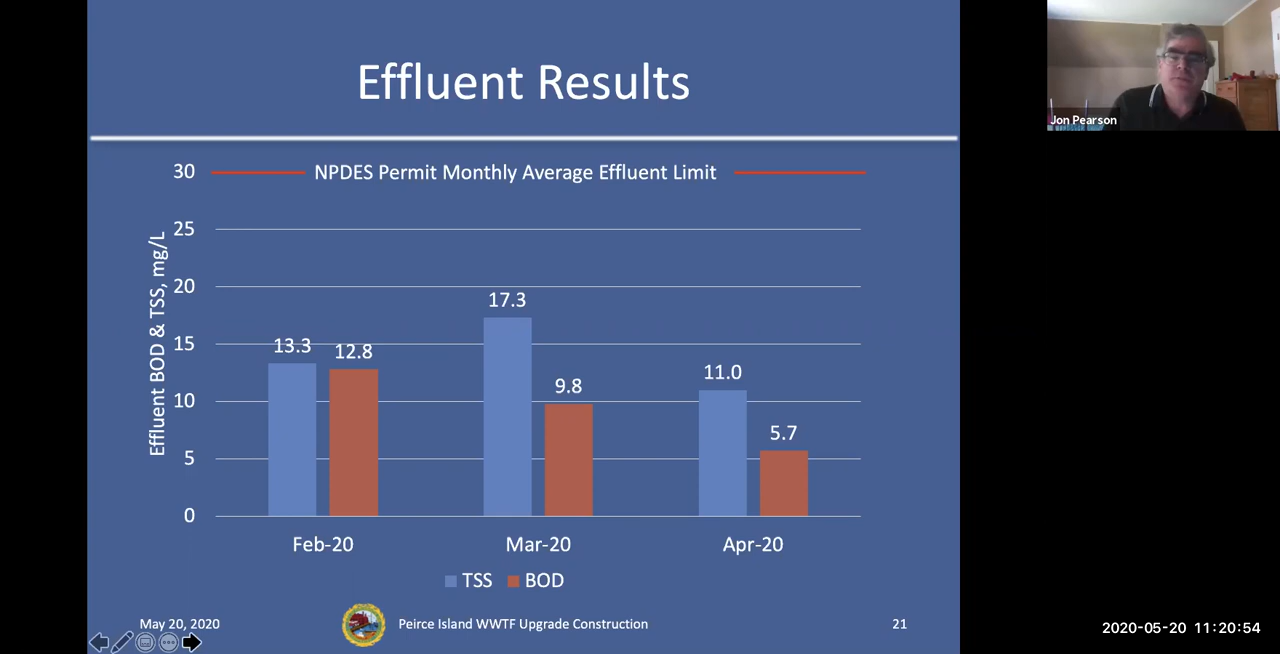 Effluent Results
30
NPDES Permit Monthly Average Effluent Limit
25
20
15
10
5
0
Effluent BOD & TSS, mg/L
13.3
12.8
17.3
9.8
11.0
5.7
Feb-20
Mar-20
Apr-20
TSS
BOD
May 20, 2020
Peirce Island WWTF Upgrade Construction
21
Jon Pearson
2020-05-20 11:20:54